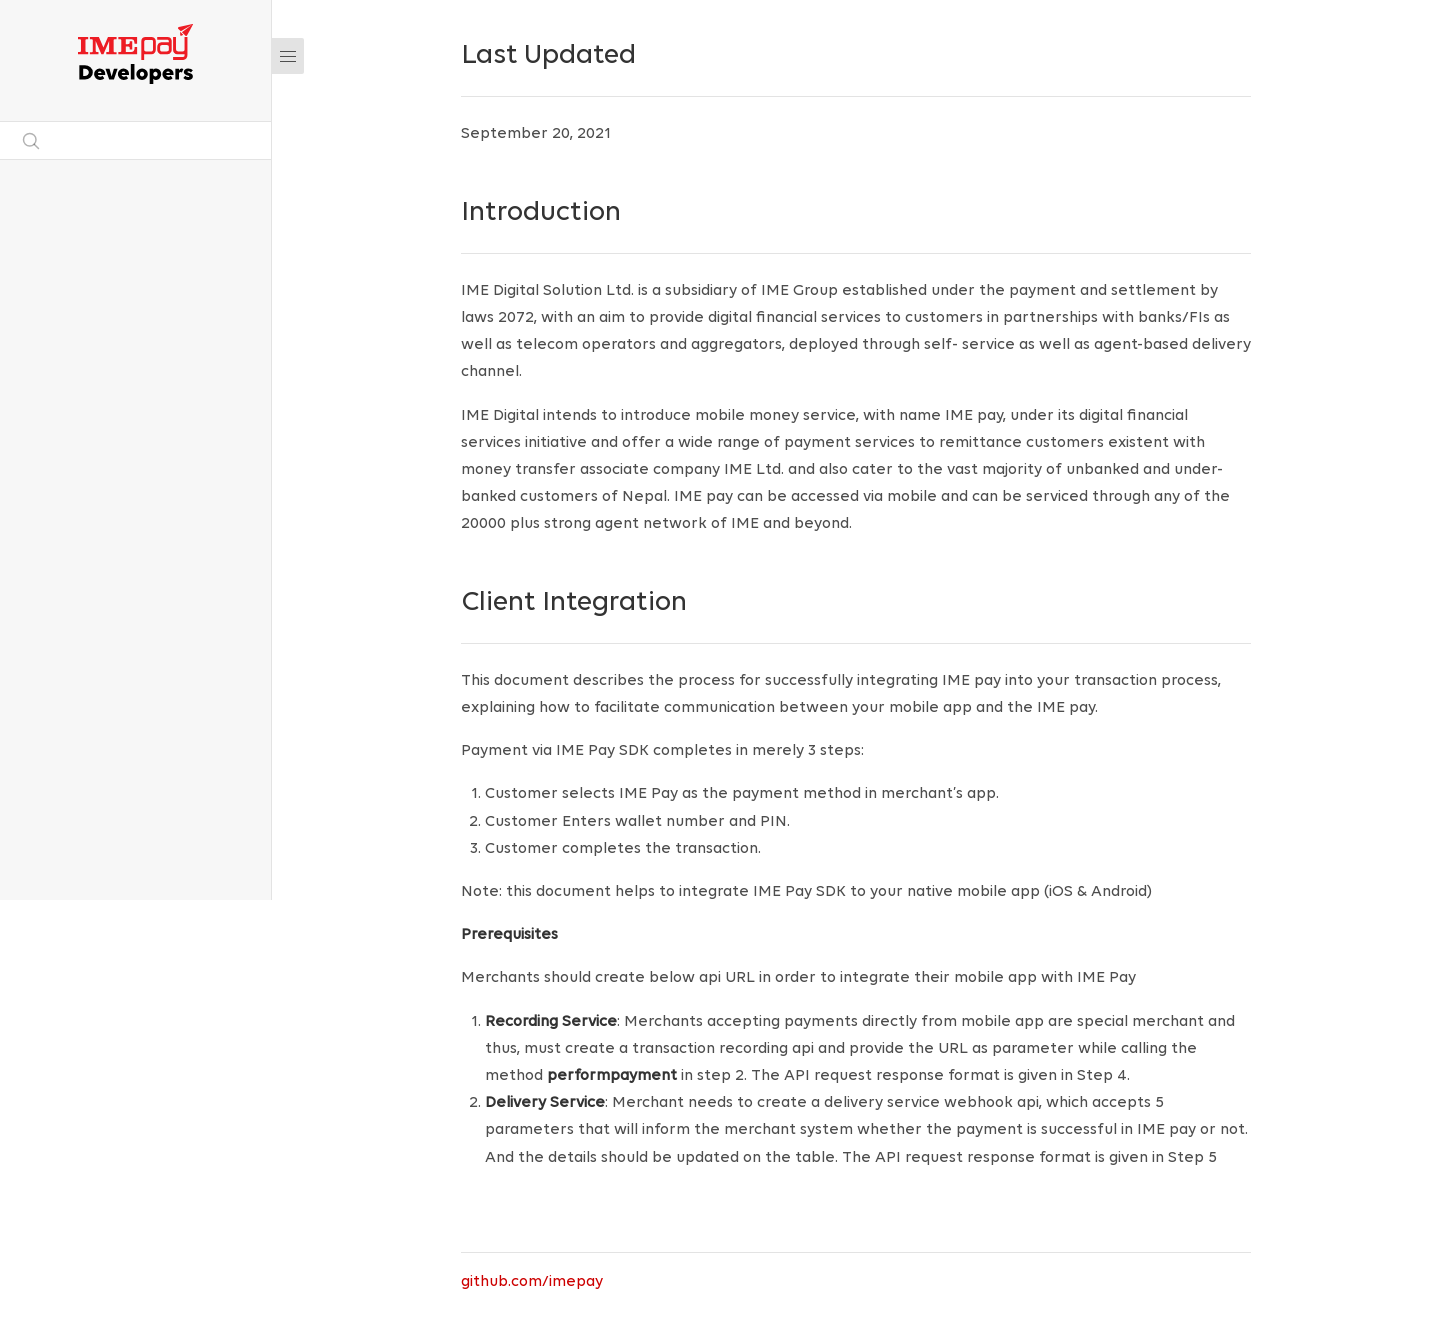 IMEpay
Developers
Last Updated
September 20, 2021
Introduction
IME Digital Solution Ltd. is a subsidiary of IME Group established under the payment and settlement by
laws 2072, with an aim to provide digital financial services to customers in partnerships with banks/FIs as
well as telecom operators and aggregators, deployed through self- service as well as agent-based delivery
channel.
IME Digital intends to introduce mobile money service, with name IME pay, under its digital financial
services initiative and offer a wide range of payment services to remittance customers existent with
money transfer associate company IME Ltd. and also cater to the vast majority of unbanked and under-
banked customers of Nepal. IME pay can be accessed via mobile and can be serviced through any of the
20000 plus strong agent network of IME and beyond.
Client Integration
This document describes the process for successfully integrating IME pay into your transaction process,
explaining how to facilitate communication between your mobile app and the IME pay.
Payment via IME Pay SDK completes in merely 3 steps:
1. Customer selects IME Pay as the payment method in merchant's app.
2. Customer Enters wallet number and PIN.
3. Customer completes the transaction.
Note: this document helps to integrate IME Pay SDK to your native mobile app (iOS & Android)
Prerequisites
Merchants should create below api URL in order to integrate their mobile app with IME Pay
1. Recording Service: Merchants accepting payments directly from mobile app are special merchant and
thus, must create a transaction recording api and provide the URL as parameter while calling the
method performpayment in step 2. The API request response format is given in Step 4.
2. Delivery Service: Merchant needs to create a delivery service webhook api, which accepts 5
parameters that will inform the merchant system whether the payment is successful in IME pay or not.
And the details should be updated on the table. The API request response format is given in Step 5
github.com/imepay